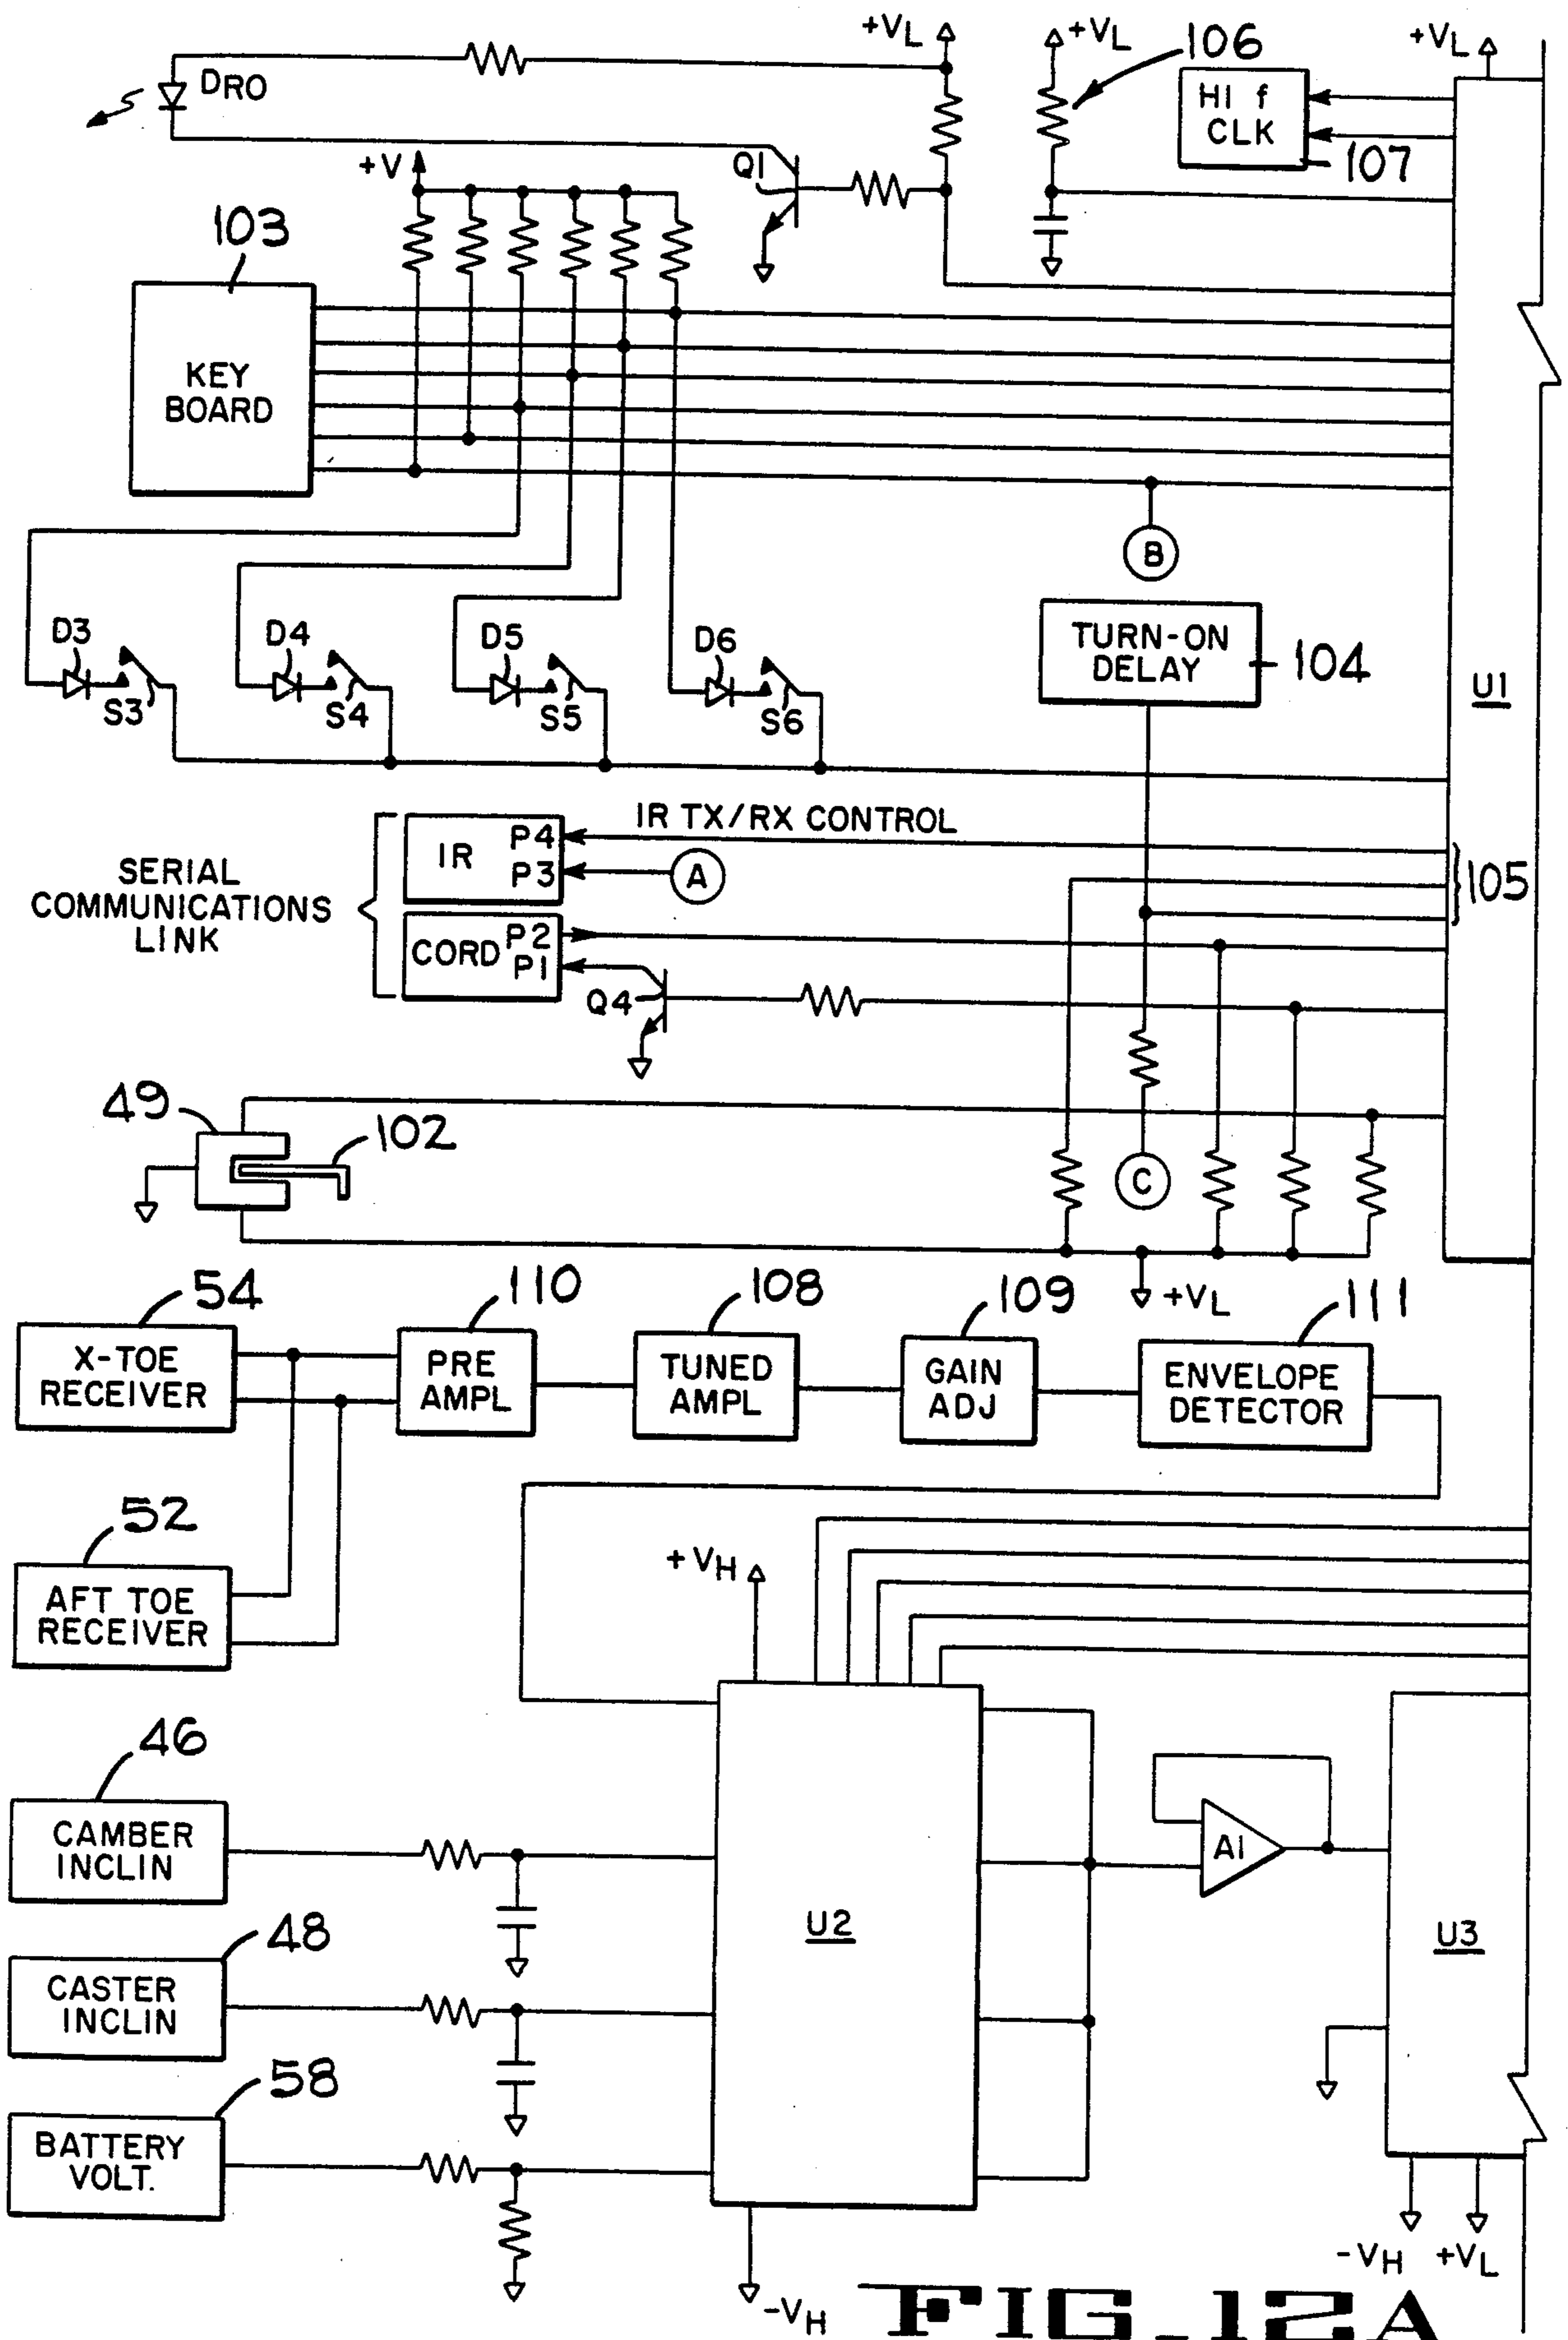 +VL
+VL
106
+VL
DRO
HI f
CLK
107
+V
Q1
103
KEY
BOARD
B
D3
D4
D5
D6
S3
S4
S5
S6
TURN-ON
DELAY
104
U1
SERIAL
COMMUNICATIONS
LINK
IR
P4
P3
IR TX/RX CONTROL
A
105
CORD
P2
P1
Q4
49
102
C
+VL
54
X-TOE
RECEIVER
110
PRE
AMPL
108
TUNED
AMPL
109
GAIN
ADJ
111
ENVELOPE
DETECTOR
52
AFT TOE
RECEIVER
+VH
46
CAMBER
INCLIN
A1
U2
U3
48
CASTER
INCLIN
58
BATTERY
VOLT.
-VH
+VL
-VH
FIG.12A